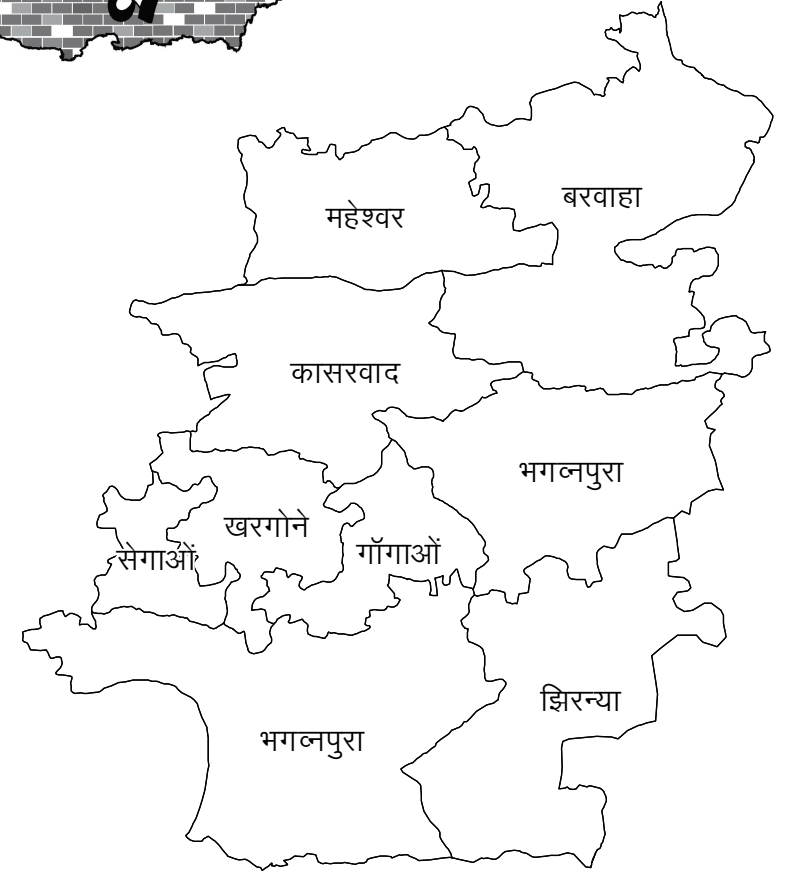 बरवाहा
महेश्वर
कासरवाद
भगव्नपुरा
खरगोने
गॉगाओं
सेगाओं
झिरन्या
भगव्नपुरा